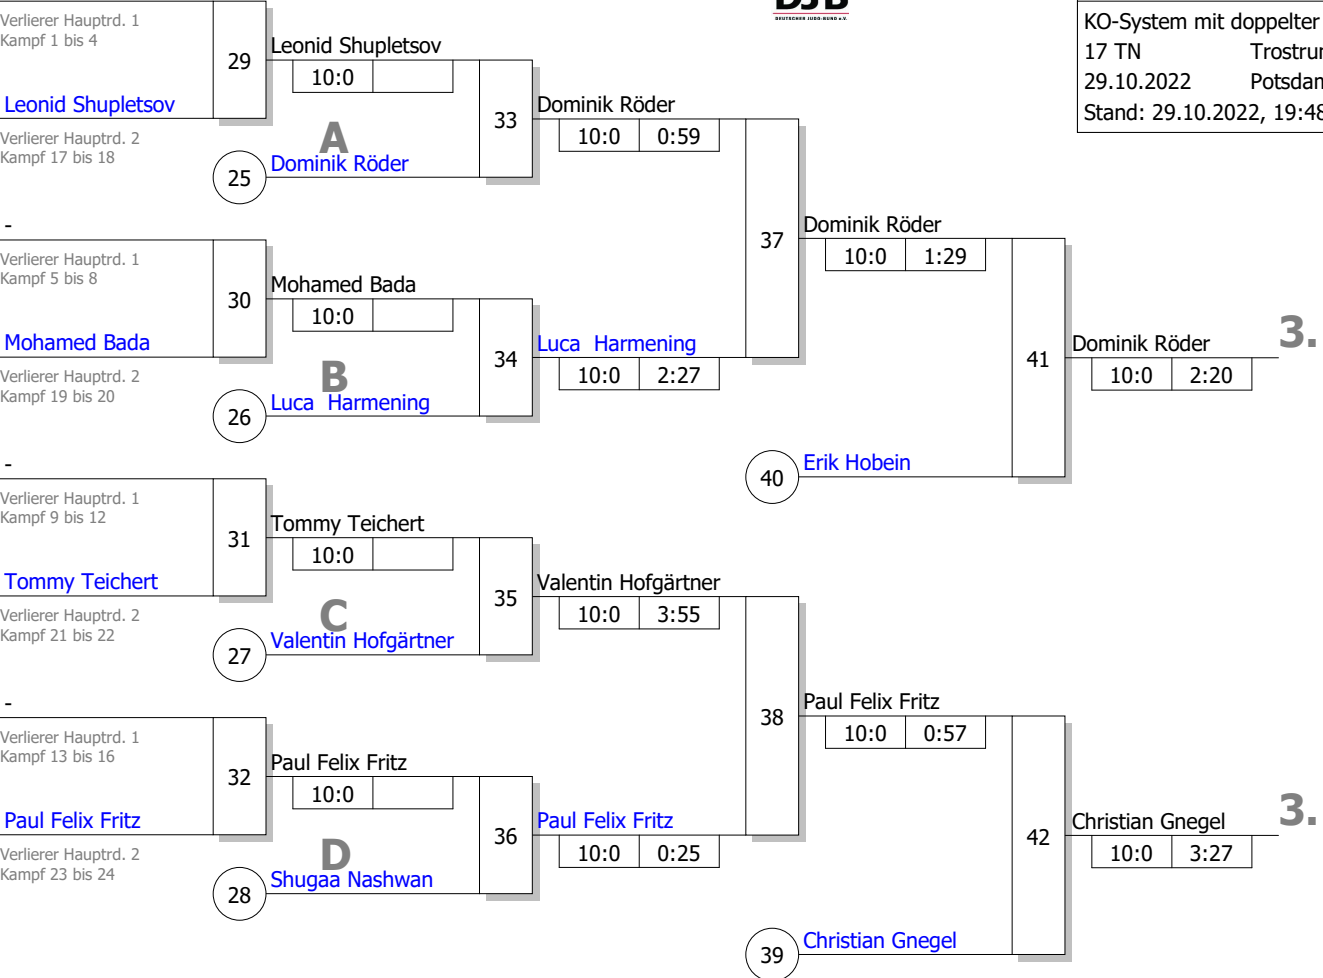 DJB
DEUTSCHER JUDO-BUND e.V.
KO-System mit doppelter
17 TN Trostrun
29.10.2022 Potsdan
Stand: 29.10.2022, 19:48
Verlierer Hauptrd. 1
Kampf 1 bis 4
29
Leonid Shupletsov
10:0
Leonid Shupletsov
Verlierer Hauptrd. 2
Kampf 17 bis 18
A
25
Dominik Röder
33
Dominik Röder
10:0 0:59
-
Verlierer Hauptrd. 1
Kampf 5 bis 8
30
Mohamed Bada
10:0
Mohamed Bada
Verlierer Hauptrd. 2
Kampf 19 bis 20
B
26
Luca Harmening
34
Luca Harmening
10:0 2:27
37
Dominik Röder
10:0 1:29
40
Erik Hobein
41
Dominik Röder
10:0 2:20
3.
-
Verlierer Hauptrd. 1
Kampf 9 bis 12
31
Tommy Teichert
10:0
Tommy Teichert
Verlierer Hauptrd. 2
Kampf 21 bis 22
C
27
Valentin Hofgärtner
35
Valentin Hofgärtner
10:0 3:55
-
Verlierer Hauptrd. 1
Kampf 13 bis 16
32
Paul Felix Fritz
10:0
Paul Felix Fritz
Verlierer Hauptrd. 2
Kampf 23 bis 24
D
28
Shugaa Nashwan
36
Paul Felix Fritz
10:0 0:25
38
Paul Felix Fritz
10:0 0:57
39
Christian Gnegel
42
Christian Gnegel
10:0 3:27
3.